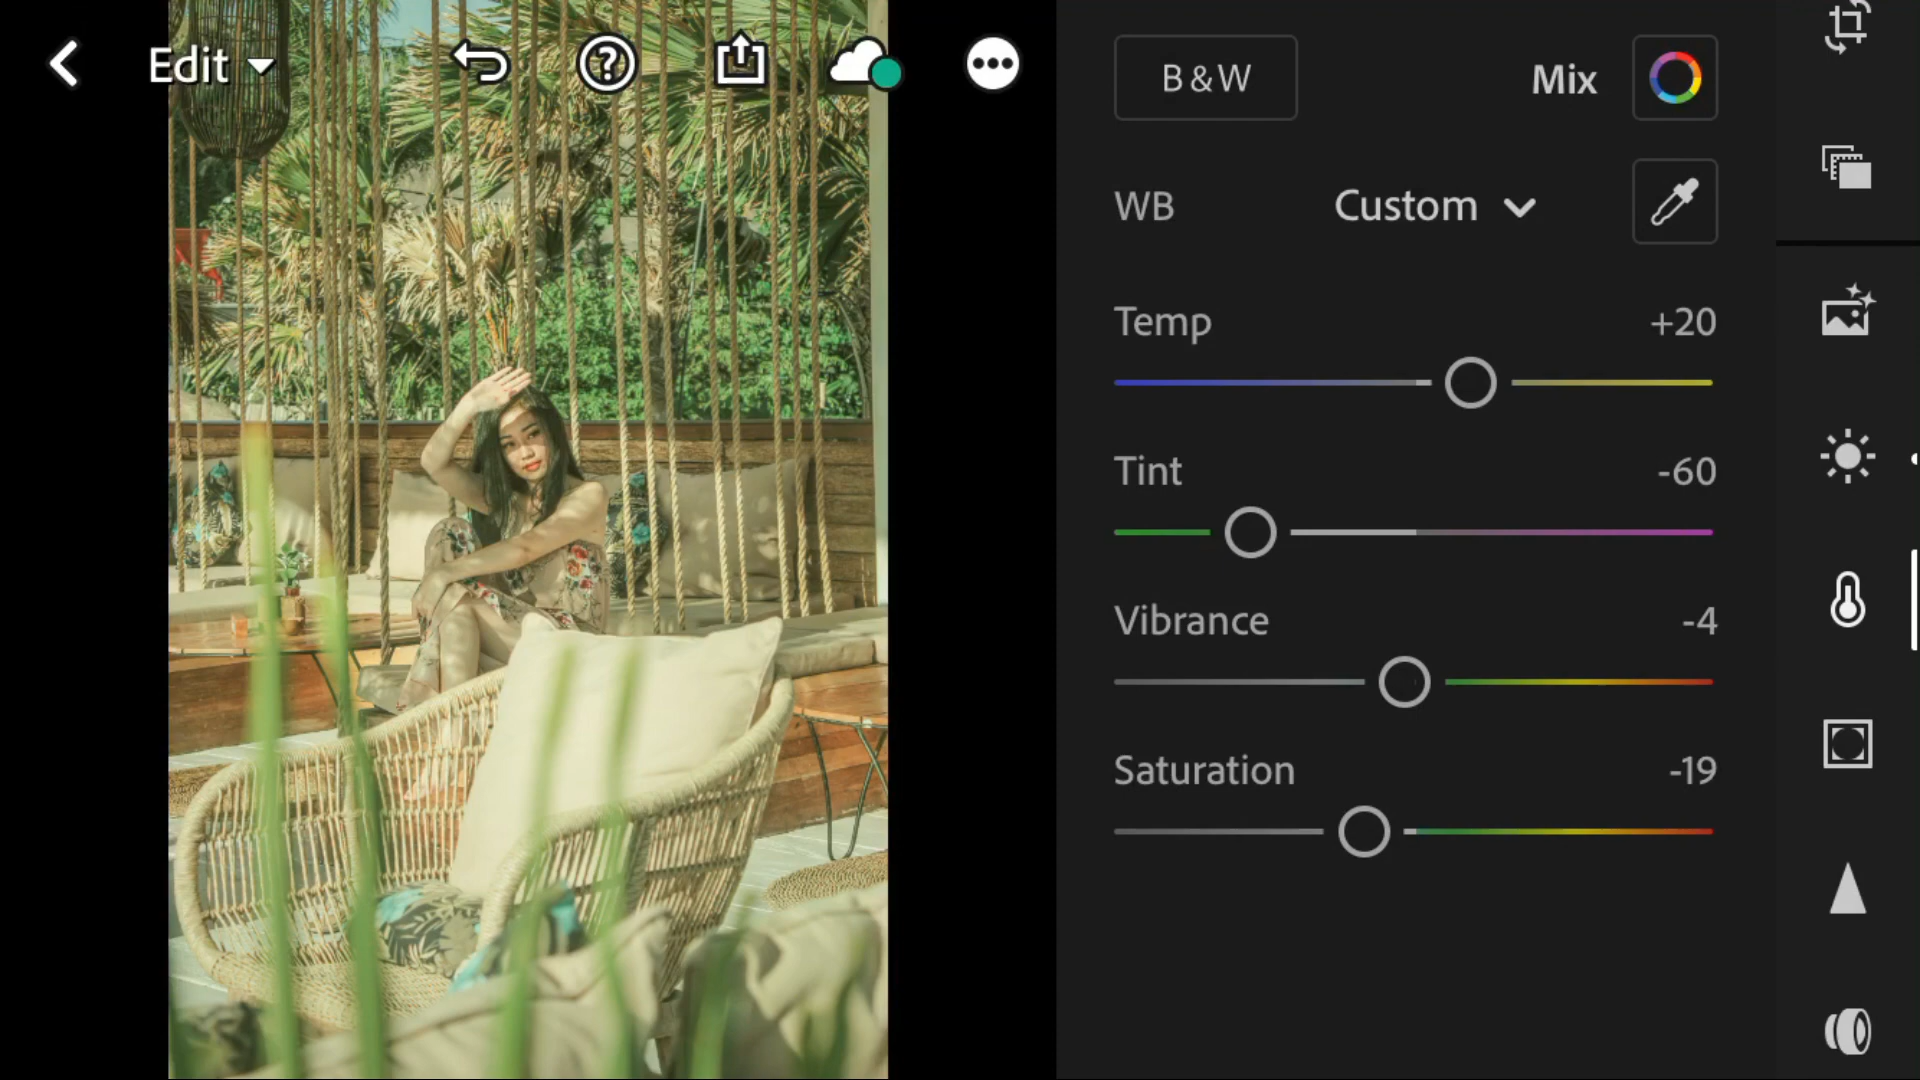 Edit
B & W
Mix
WB
Custom
Temp
+20
Tint
-60
Vibrance
-4
Saturation
-19